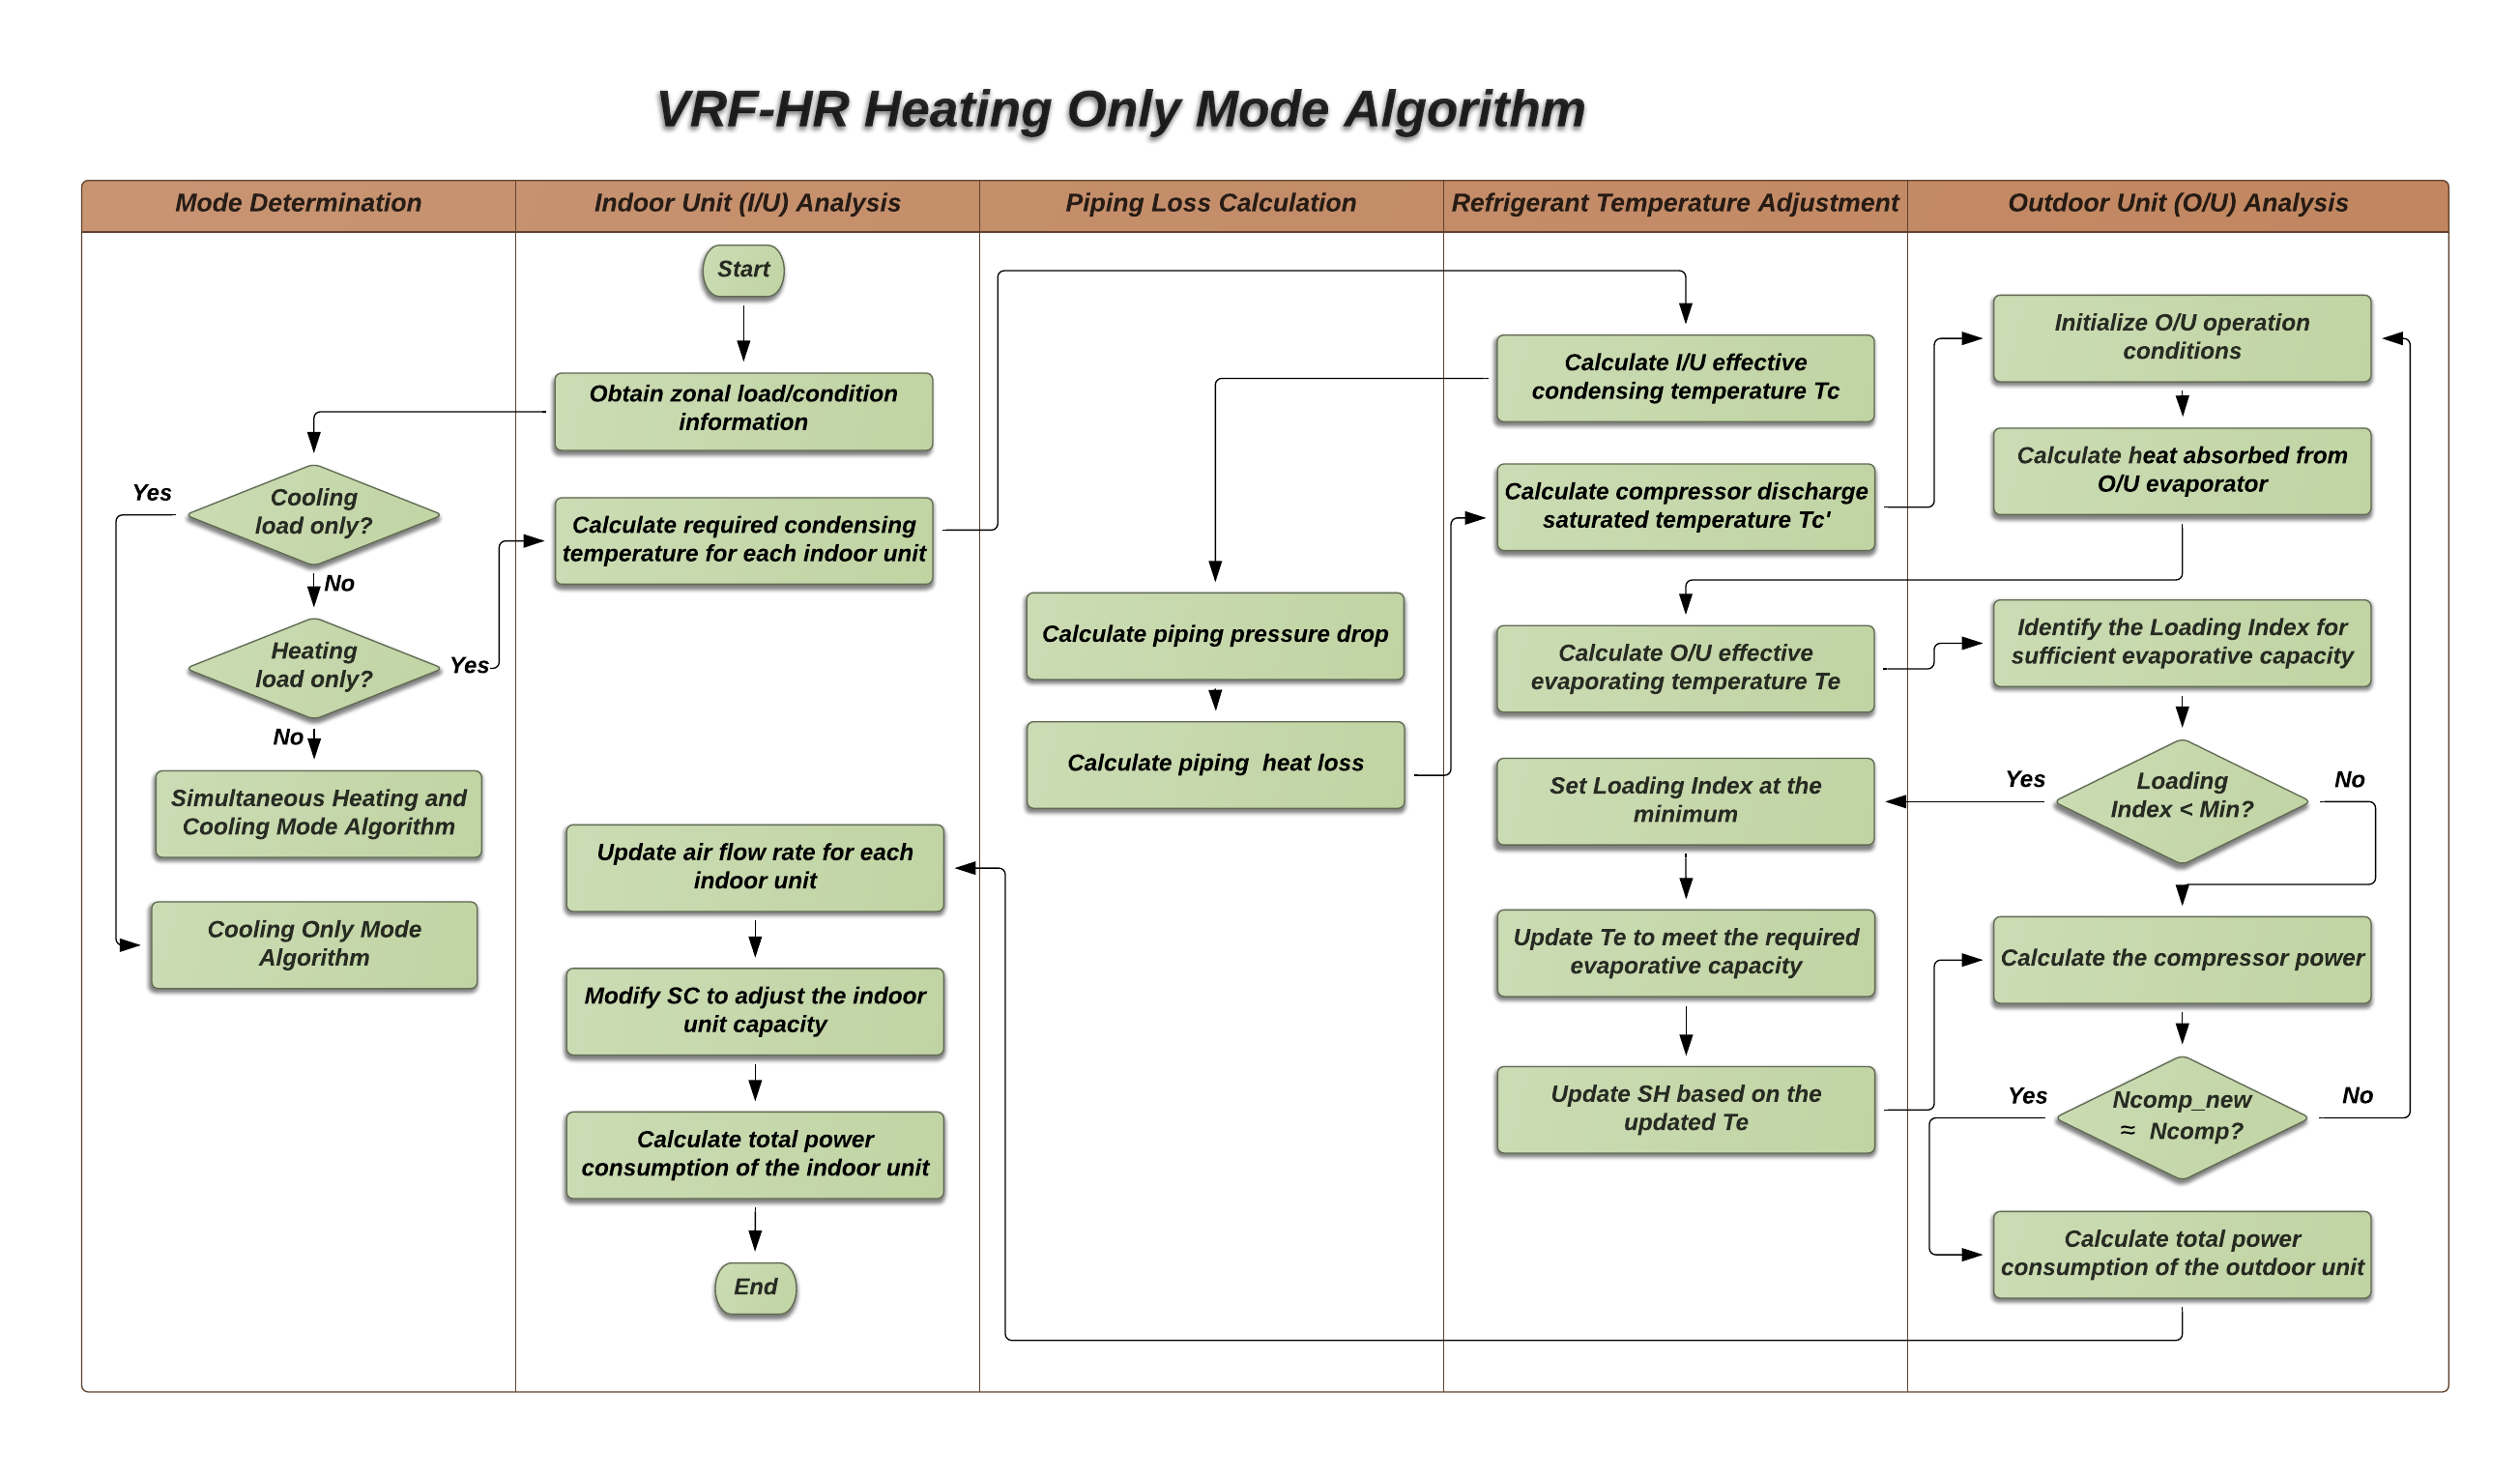 VRF-HR Heating Only Mode Algorithm
Mode Determination
Indoor Unit (I/U) Analysis
Piping Loss Calculation
Refrigerant Temperature Adjustment
Outdoor Unit (O/U) Analysis
Cooling
load only?
Yes
No
Heating
load only?
Yes
No
Simultaneous Heating and
Cooling Mode Algorithm
Cooling Only Mode
Algorithm
Start
Obtain zonal load/condition
information
Calculate required condensing
temperature for each indoor unit
Update air flow rate for each
indoor unit
Modify SC to adjust the indoor
unit capacity
Calculate total power
consumption of the indoor unit
End
Calculate piping pressure drop
Calculate piping heat loss
Calculate I/U effective
condensing temperature Tc
Calculate compressor discharge
saturated temperature Tc'
Calculate O/U effective
evaporating temperature Te
Set Loading Index at the
minimum
Update Te to meet the required
evaporative capacity
Update SH based on the
updated Te
Initialize O/U operation
conditions
Calculate heat absorbed from
O/U evaporator
Identify the Loading Index for
sufficient evaporative capacity
Loading
Index < Min?
Yes
No
Calculate the compressor power
Ncomp_new
≈ Ncomp?
Yes
No
Calculate total power
consumption of the outdoor unit